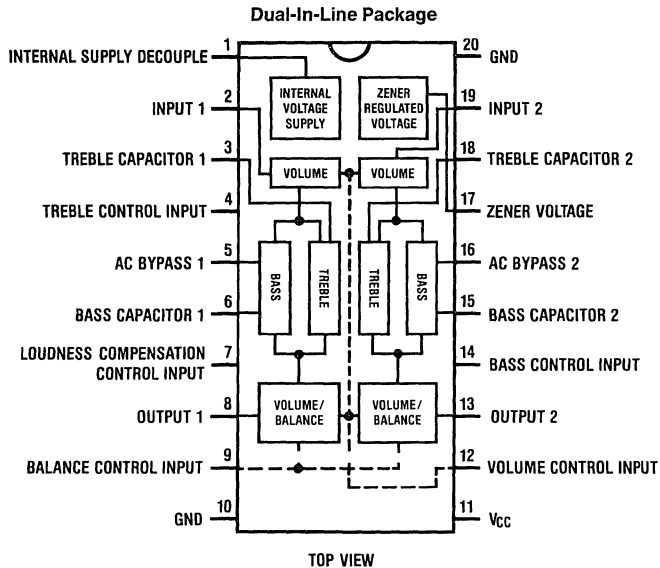 Dual-In-Line Package
1
INTERNAL SUPPLY DECOUPLE
20
GND
2
INPUT 1
19
INPUT 2
3
TREBLE CAPACITOR 1
18
TREBLE CAPACITOR 2
4
TREBLE CONTROL INPUT
17
ZENER VOLTAGE
5
AC BYPASS 1
16
AC BYPASS 2
6
BASS CAPACITOR 1
15
BASS CAPACITOR 2
7
LOUDNESS COMPENSATION
CONTROL INPUT
14
BASS CONTROL INPUT
8
OUTPUT 1
13
OUTPUT 2
9
BALANCE CONTROL INPUT
12
VOLUME CONTROL INPUT
10
GND
11
VCC
INTERNAL
VOLTAGE
SUPPLY
ZENER
REGULATED
VOLTAGE
VOLUME
VOLUME
BASS
TREBLE
TREBLE
BASS
VOLUME/
BALANCE
VOLUME/
BALANCE
TOP VIEW